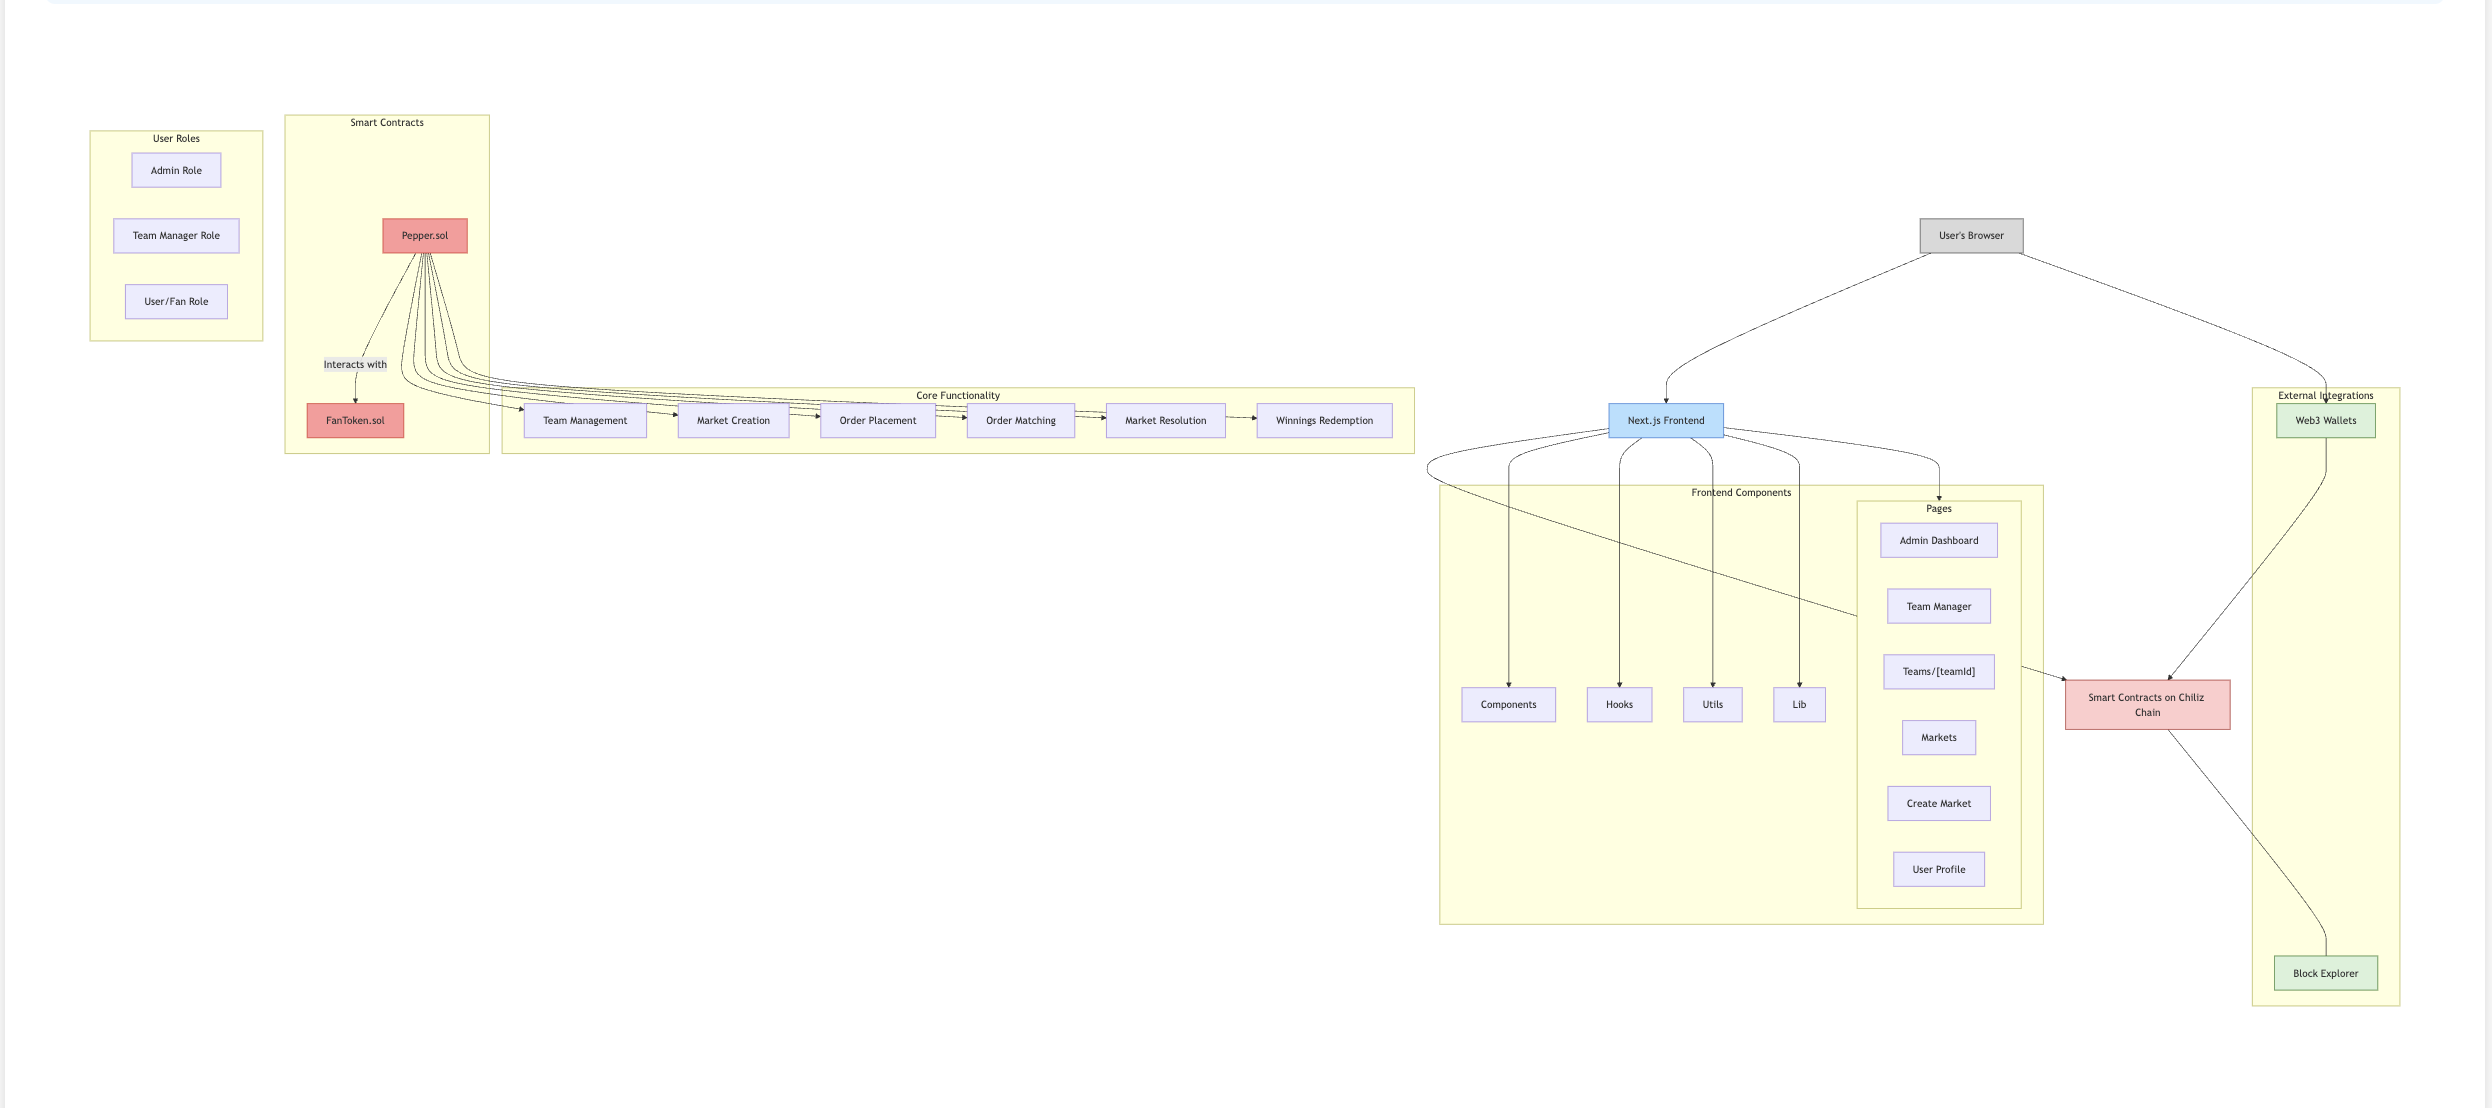 User Roles
Admin Role
Team Manager Role
User/Fan Role
Smart Contracts
Pepper.sol
Interacts with
FanToken.sol
Core Functionality
Team Management
Market Creation
Order Placement
Order Matching
Market Resolution
Winnings Redemption
User's Browser
Next.js Frontend
Frontend Components
Components
Hooks
Utils
Lib
Pages
Admin Dashboard
Team Manager
Teams/[teamId]
Markets
Create Market
User Profile
Smart Contracts on Chiliz
Chain
External Integrations
Web3 Wallets
Block Explorer